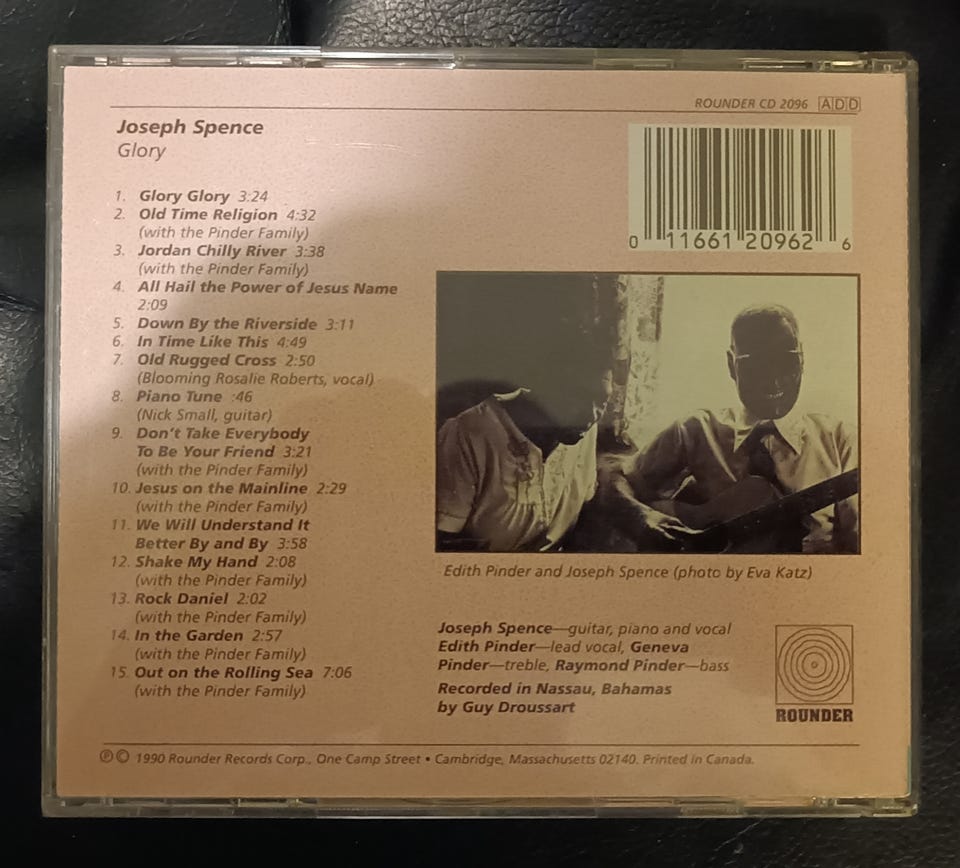 ROUNDER CD 2096 ADD
Joseph Spence
Glory
1. Glory Glory 3:24
2. Old Time Religion 4:32
(with the Pinder Family)
3. Jordan Chilly River 3:38
(with the Pinder Family)
4. All Hail the Power of Jesus Name
2:09
5. Down By the Riverside 3:11
6. In Time Like This 4:49
7. Old Rugged Cross 2:50
(Blooming Rosalie Roberts, vocal)
8. Piano Tune :46
(Nick Small, guitar)
9. Don't Take Everybody
To Be Your Friend 3:21
(with the Pinder Family)
10. Jesus on the Mainline 2:29
(with the Pinder Family)
11. We Will Understand It
Better By and By 3:58
12. Shake My Hand 2:08
(with the Pinder Family)
13. Rock Daniel 2:02
(with the Pinder Family)
14. In the Garden 2:57
(with the Pinder Family)
15. Out on the Rolling Sea 7:06
(with the Pinder Family)
0 11661 20962 6
Edith Pinder and Joseph Spence (photo by Eva Katz)
Joseph Spence—guitar, piano and vocal
Edith Pinder—lead vocal, Geneva
Pinder—treble, Raymond Pinder—bass
Recorded in Nassau, Bahamas
by Guy Droussart
ROUNDER
℗© 1990 Rounder Records Corp., One Camp Street • Cambridge, Massachusetts 02140. Printed in Canada.